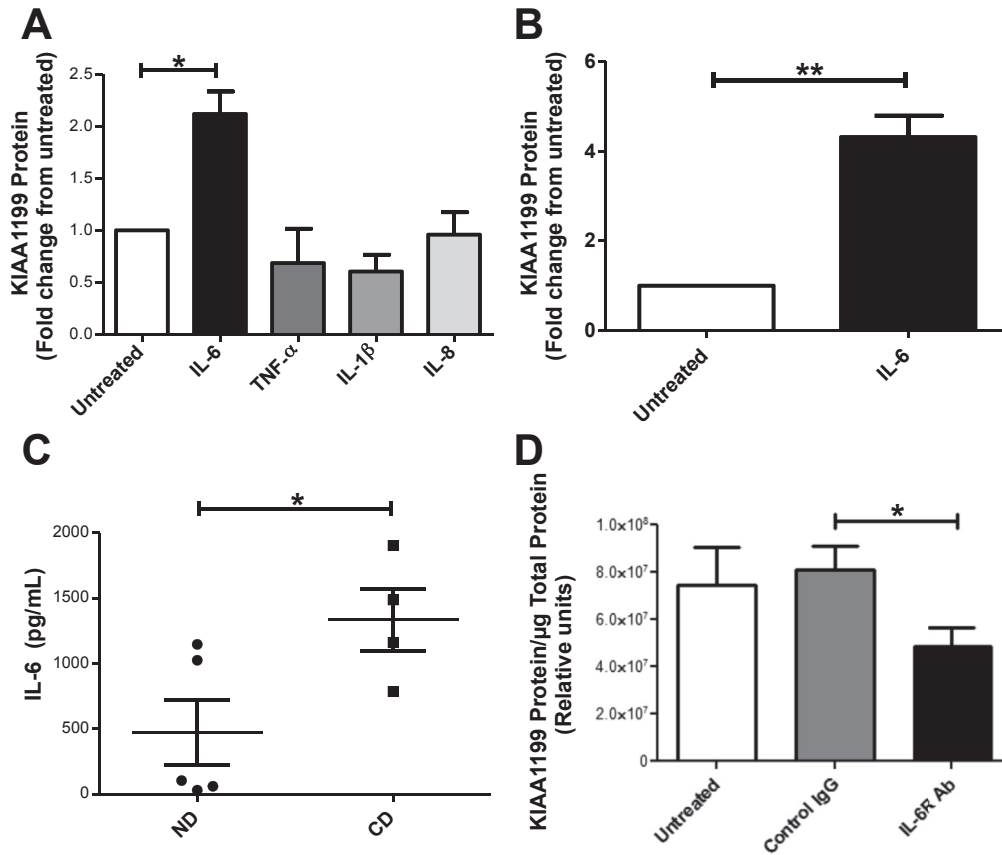 A
KIAA1199 Protein
(Fold change from untreated)
*
2.5
2.0
1.5
1.0
0.5
0.0
Untreated
IL-6
TNF-α
IL-1β
IL-8
B
KIAA1199 Protein
(Fold change from untreated)
**
6
4
2
0
Untreated
IL-6
C
IL-6 (pg/mL)
*
2000
1500
1000
500
0
ND
CD
D
KIAA1199 Protein/µg Total Protein
(Relative units)
*
1.0×10⁸
8.0×10⁷
6.0×10⁷
4.0×10⁷
2.0×10⁷
0
Untreated
Control IgG
IL-6R Ab